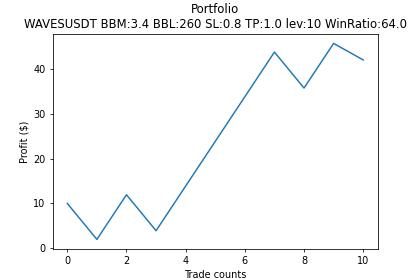 Portfolio
WAVESUSDT BBM:3.4 BBL:260 SL:0.8 TP:1.0 lev:10 WinRatio:64.0
Profit ($)
40
30
20
10
0
0 2 4 6 8 10
Trade counts